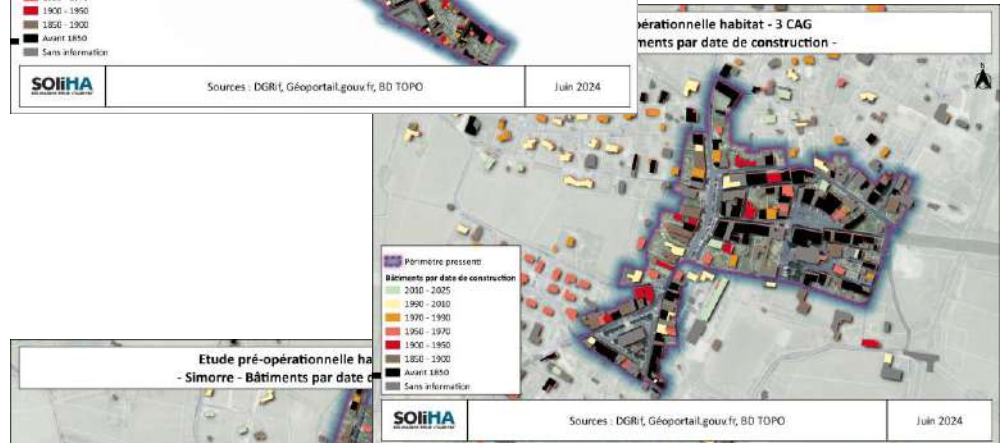 1900 - 1950
1850 - 1900
Avant 1850
Sans information
SOLiHA
Sources : DGRif, Géoportail.gouv.fr, BD TOPO
Juin 2024
pérationnelle habitat - 3 CAG
ments par date de construction -
N
Périmètre pressenti
Bâtiments par date de construction
2010 - 2025
1990 - 2010
1970 - 1990
1950 - 1970
1900 - 1950
1850 - 1900
Avant 1850
Sans information
SOLiHA
Sources : DGRif, Géoportail.gouv.fr, BD TOPO
Juin 2024
Etude pré-opérationnelle ha
- Simorre - Bâtiments par date d